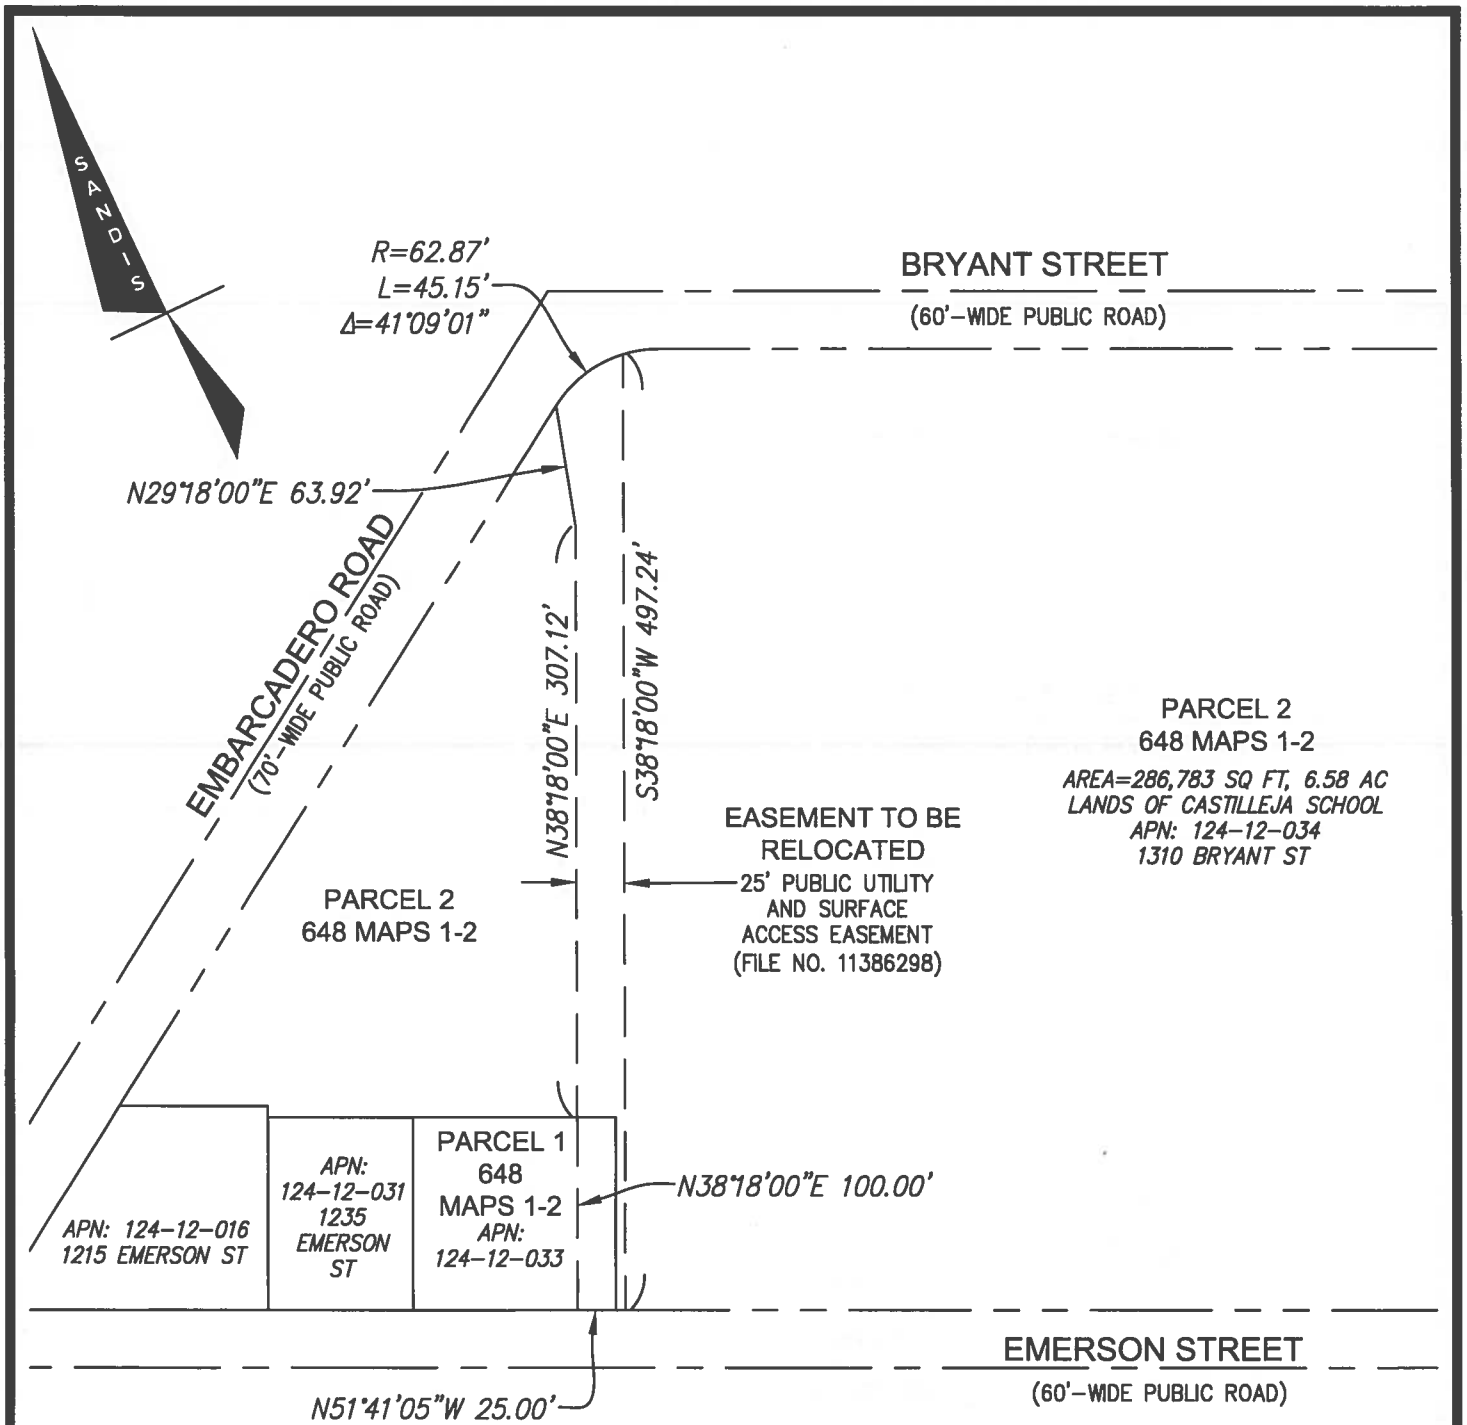 SANDIS
R=62.87'
L=45.15'
Δ=41°09'01"
BRYANT STREET
(60'-WIDE PUBLIC ROAD)
N29°18'00"E 63.92'
EMBARCADERO ROAD
(70'-WIDE PUBLIC ROAD)
N38°18'00"E 307.12'
S38°18'00"W 497.24'
PARCEL 2
648 MAPS 1-2
AREA=286,783 SQ FT, 6.58 AC
LANDS OF CASTILLEJA SCHOOL
APN: 124-12-034
1310 BRYANT ST
EASEMENT TO BE
RELOCATED
25' PUBLIC UTILITY
AND SURFACE
ACCESS EASEMENT
(FILE NO. 11386298)
PARCEL 2
648 MAPS 1-2
APN: 124-12-016
1215 EMERSON ST
APN:
124-12-031
1235
EMERSON
ST
PARCEL 1
648
MAPS 1-2
APN:
124-12-033
N38°18'00"E 100.00'
EMERSON STREET
(60'-WIDE PUBLIC ROAD)
N51°41'05"W 25.00'